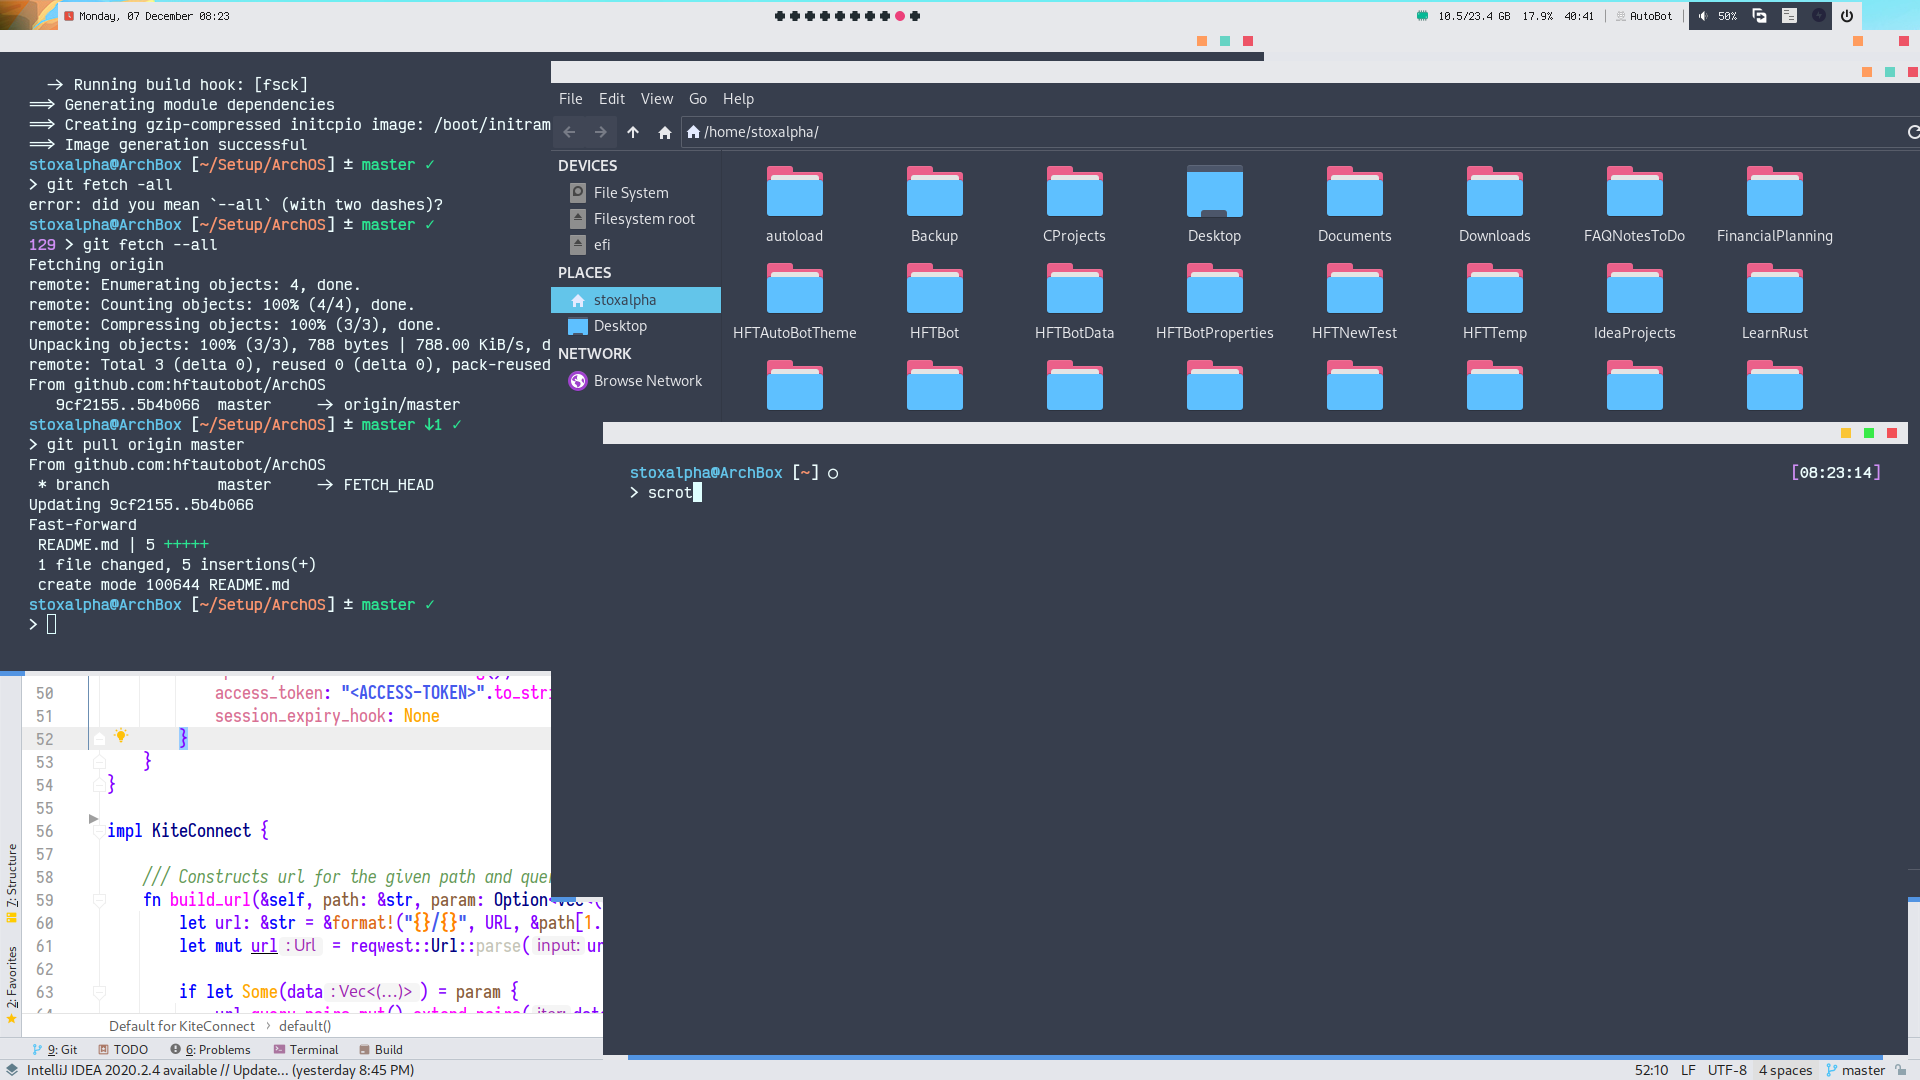 Monday, 07 December 08:23
10.5/23.4 GB 17.9% 40:41 | AutoBot | 50%
-> Running build hook: [fsck]
==> Generating module dependencies
==> Creating gzip-compressed initcpio image: /boot/initram
==> Image generation successful
stoxalpha@ArchBox [~/Setup/ArchOS] ± master ✓
> git fetch -all
error: did you mean `--all` (with two dashes)?
stoxalpha@ArchBox [~/Setup/ArchOS] ± master ✓
129 > git fetch --all
Fetching origin
remote: Enumerating objects: 4, done.
remote: Counting objects: 100% (4/4), done.
remote: Compressing objects: 100% (3/3), done.
Unpacking objects: 100% (3/3), 788 bytes | 788.00 KiB/s, d
remote: Total 3 (delta 0), reused 0 (delta 0), pack-reused
From github.com:hftautobot/ArchOS
9cf2155..5b4b066 master -> origin/master
stoxalpha@ArchBox [~/Setup/ArchOS] ± master ↓1 ✓
> git pull origin master
From github.com:hftautobot/ArchOS
* branch master -> FETCH_HEAD
Updating 9cf2155..5b4b066
Fast-forward
README.md | 5 +++++
1 file changed, 5 insertions(+)
create mode 100644 README.md
stoxalpha@ArchBox [~/Setup/ArchOS] ± master ✓
>
File Edit View Go Help
/home/stoxalpha/
DEVICES
File System
Filesystem root
efi
PLACES
stoxalpha
Desktop
NETWORK
Browse Network
autoload Backup CProjects Desktop Documents Downloads FAQNotesToDo FinancialPlanning
HFTAutoBotTheme HFTBot HFTBotData HFTBotProperties HFTNewTest HFTTemp IdeaProjects LearnRust
stoxalpha@ArchBox [~] ○ [08:23:14]
> scrot
50 access_token: "<ACCESS-TOKEN>".to_stri
51 session_expiry_hook: None
52 }
53 }
54 }
55
56 impl KiteConnect {
57
58 /// Constructs url for the given path and que
59 fn build_url(&self, path: &str, param: Option<Vec<(
60 let url: &str = &format!("{}/{}", URL, &path[1.
61 let mut url : Url = reqwest::Url::parse( input: ur
62
63 if let Some(data : Vec<(...)> ) = param {
7: Structure
2: Favorites
Default for KiteConnect › default()
9: Git TODO 6: Problems Terminal Build
IntelliJ IDEA 2020.2.4 available // Update... (yesterday 8:45 PM)
52:10 LF UTF-8 4 spaces master